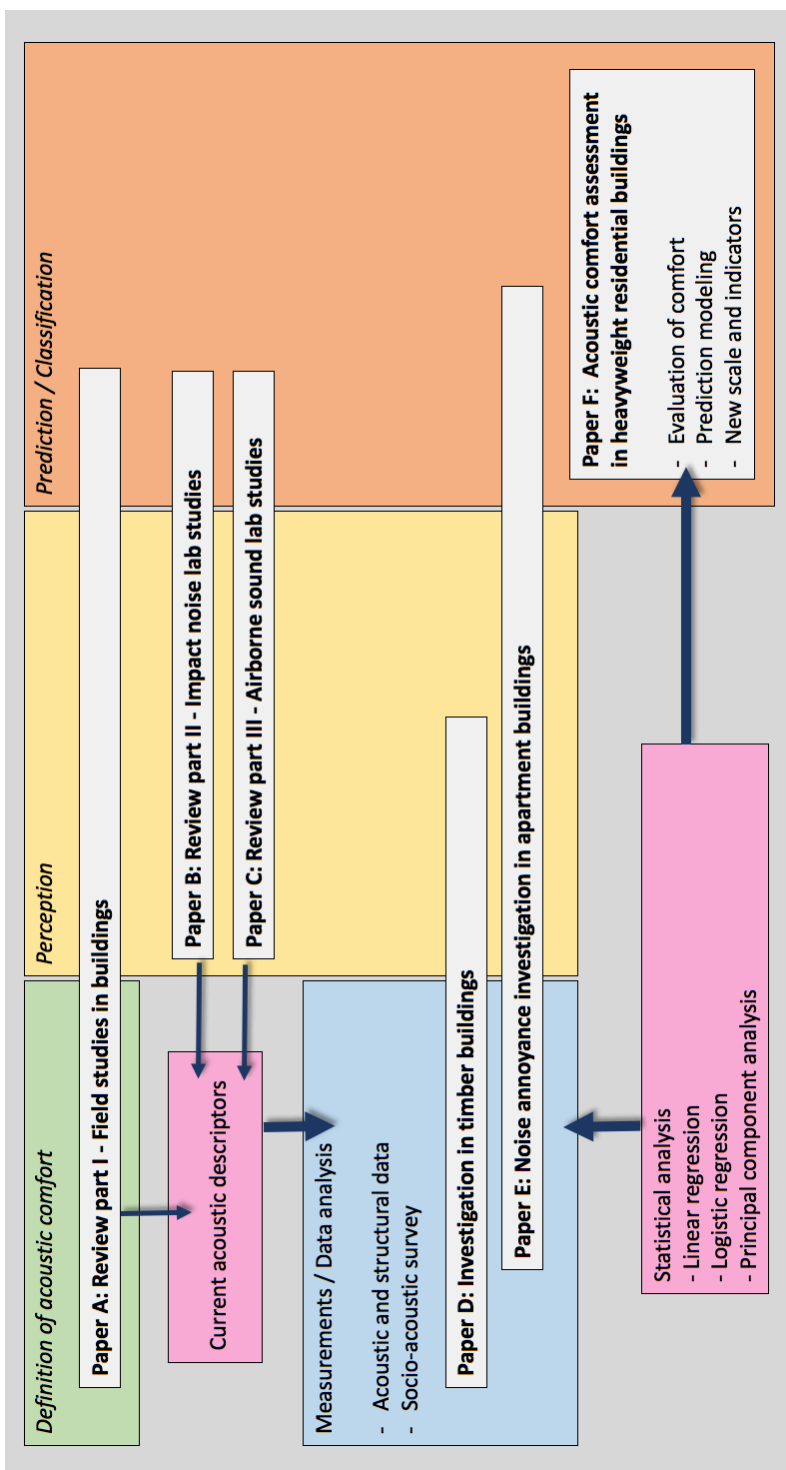 Definition of acoustic comfort
Perception
Prediction / Classification
Paper A: Review part I - Field studies in buildings
Current acoustic descriptors
Paper B: Review part II - Impact noise lab studies
Paper C: Review part III - Airborne sound lab studies
Measurements / Data analysis
- Acoustic and structural data
- Socio-acoustic survey
Paper D: Investigation in timber buildings
Paper E: Noise annoyance investigation in apartment buildings
Statistical analysis
- Linear regression
- Logistic regression
- Principal component analysis
Paper F: Acoustic comfort assessment
in heavyweight residential buildings
- Evaluation of comfort
- Prediction modeling
- New scale and indicators